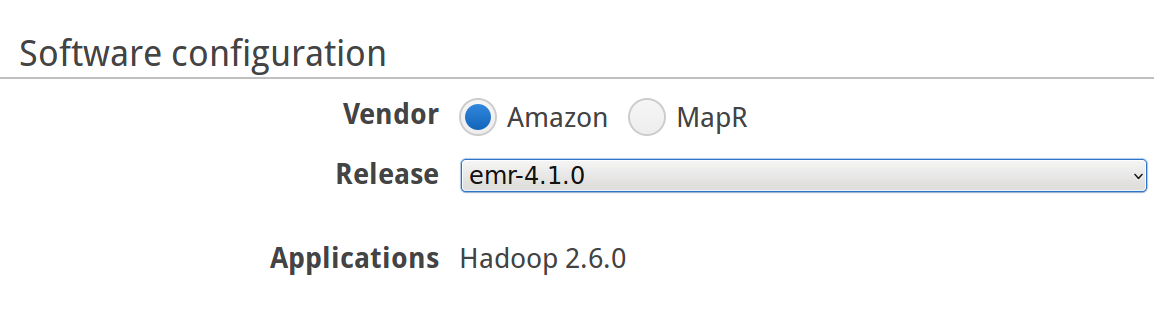 Software configuration
Vendor Amazon MapR
Release emr-4.1.0
Applications Hadoop 2.6.0